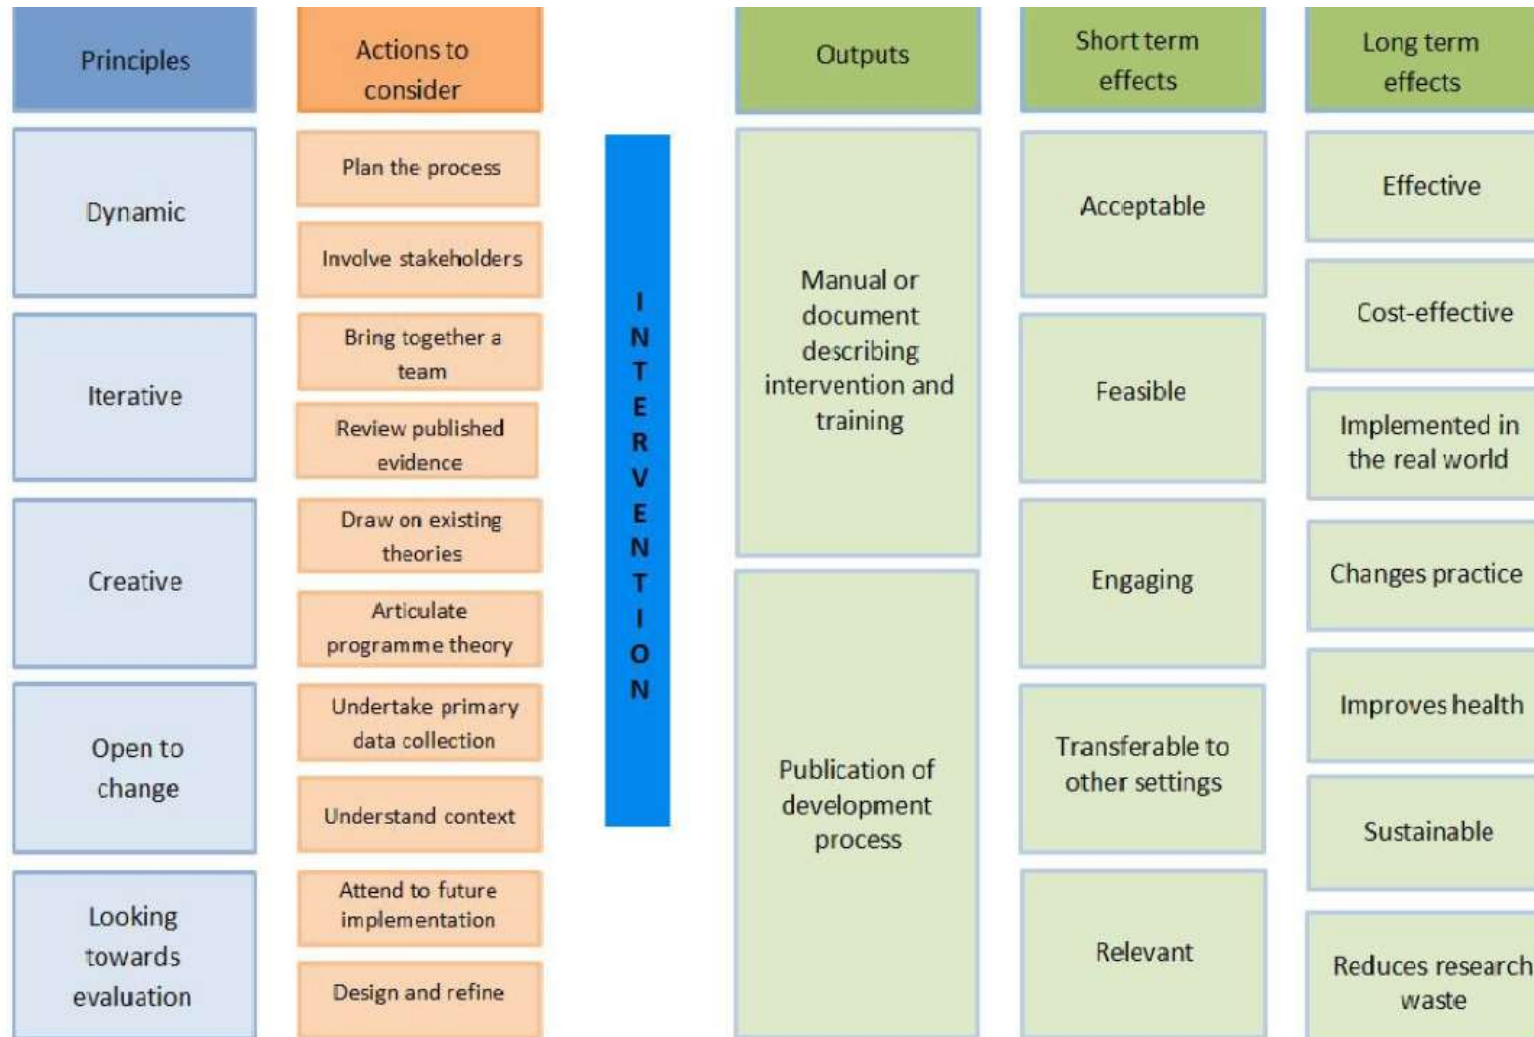 Principles
Dynamic
Iterative
Creative
Open to
change
Looking
towards
evaluation
Actions to
consider
Plan the process
Involve stakeholders
Bring together a
team
Review published
evidence
Draw on existing
theories
Articulate
programme theory
Undertake primary
data collection
Understand context
Attend to future
implementation
Design and refine
I
N
T
E
R
V
E
N
T
I
O
N
Outputs
Manual or
document
describing
intervention and
training
Publication of
development
process
Short term
effects
Acceptable
Feasible
Engaging
Transferable to
other settings
Relevant
Long term
effects
Effective
Cost-effective
Implemented in
the real world
Changes practice
Improves health
Sustainable
Reduces research
waste